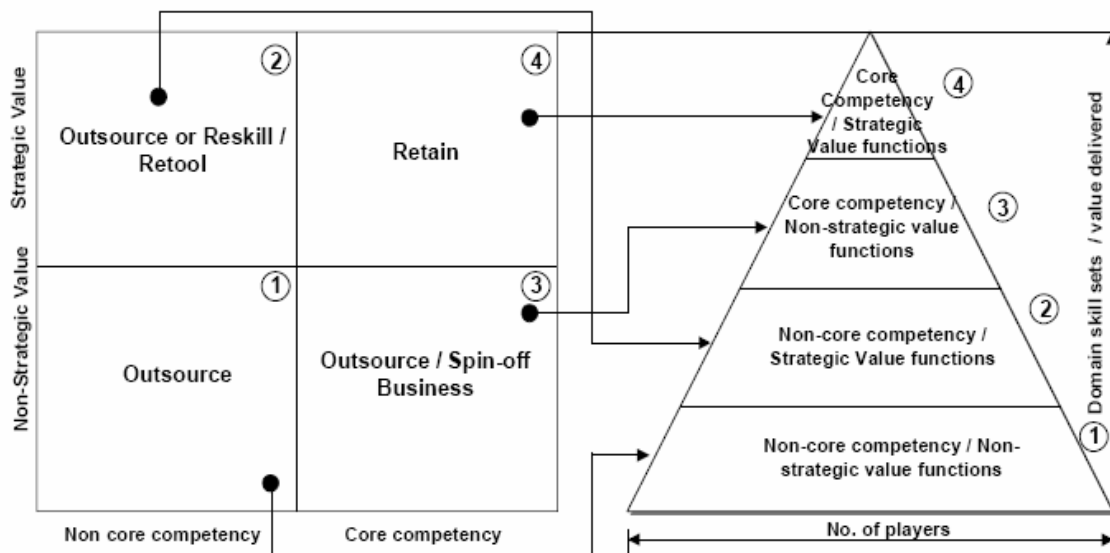 Strategic Value
Non-Strategic Value
②
Outsource or Reskill /
Retool
④
Retain
①
Outsource
③
Outsource / Spin-off
Business
Non core competency
Core competency
Core
Competency
/ Strategic
Value functions
④
Core competency /
Non-strategic value
functions
③
Non-core competency /
Strategic Value functions
②
Non-core competency / Non-
strategic value functions
①
No. of players
Domain skill sets / value delivered